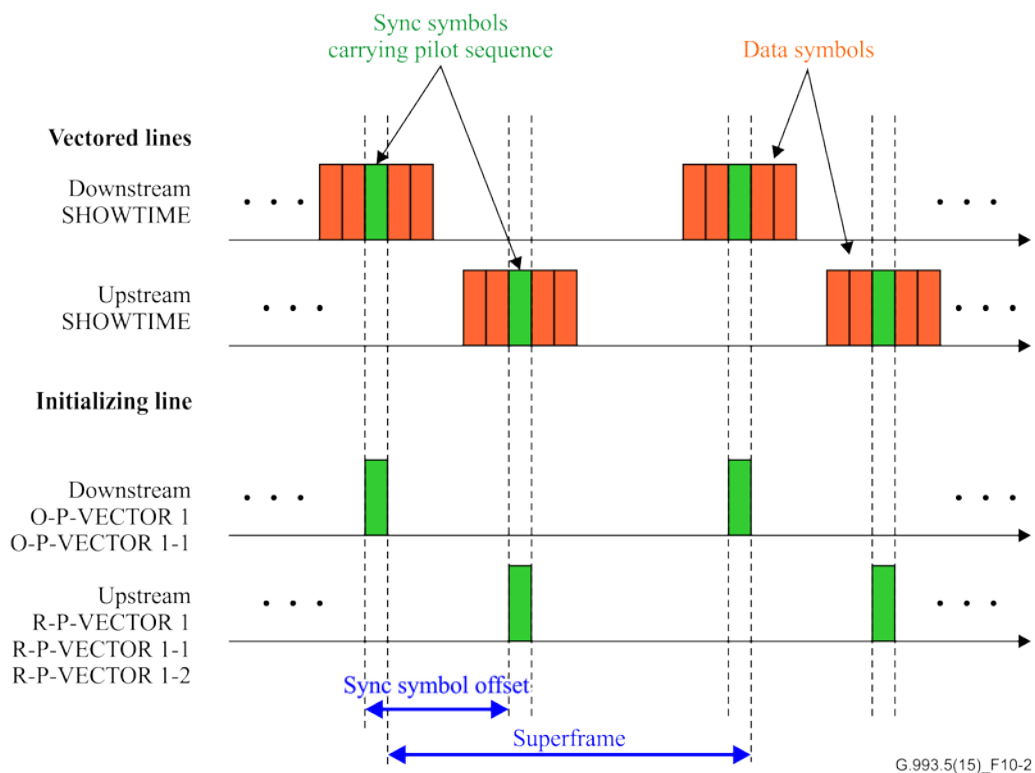 Sync symbols
carrying pilot sequence
Data symbols
Vectored lines
Downstream
SHOWTIME
Upstream
SHOWTIME
Initializing line
Downstream
O-P-VECTOR 1
O-P-VECTOR 1-1
Upstream
R-P-VECTOR 1
R-P-VECTOR 1-1
R-P-VECTOR 1-2
Sync symbol offset
Superframe
G.993.5(15)_F10-2